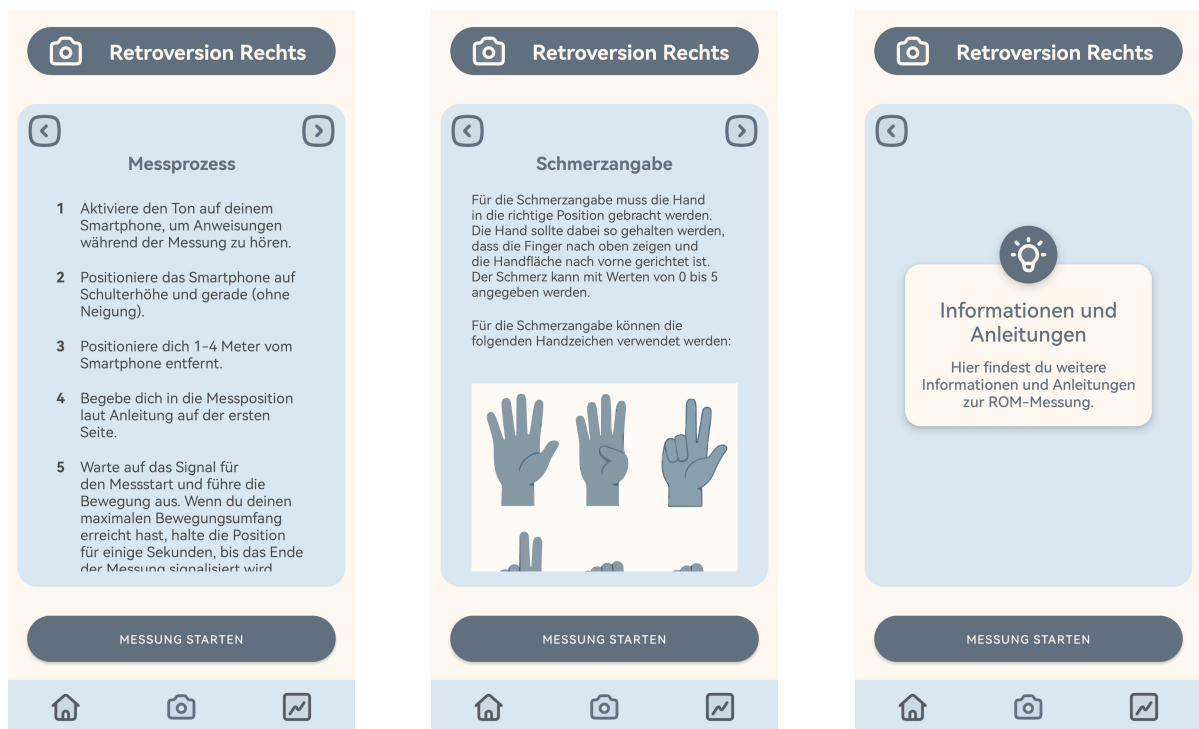 Retroversion Rechts
Messprozess
1 Aktiviere den Ton auf deinem
Smartphone, um Anweisungen
während der Messung zu hören.
2 Positioniere das Smartphone auf
Schulterhöhe und gerade (ohne
Neigung).
3 Positioniere dich 1-4 Meter vom
Smartphone entfernt.
4 Begebe dich in die Messposition
laut Anleitung auf der ersten
Seite.
5 Warte auf das Signal für
den Messstart und führe die
Bewegung aus. Wenn du deinen
maximalen Bewegungsumfang
erreicht hast, halte die Position
für einige Sekunden, bis das Ende
der Messung signalisiert wird
MESSUNG STARTEN
Retroversion Rechts
Schmerzangabe
Für die Schmerzangabe muss die Hand
in die richtige Position gebracht werden.
Die Hand sollte dabei so gehalten werden,
dass die Finger nach oben zeigen und
die Handfläche nach vorne gerichtet ist.
Der Schmerz kann mit Werten von 0 bis 5
angegeben werden.
Für die Schmerzangabe können die
folgenden Handzeichen verwendet werden:
MESSUNG STARTEN
Retroversion Rechts
Informationen und
Anleitungen
Hier findest du weitere
Informationen und Anleitungen
zur ROM-Messung.
MESSUNG STARTEN